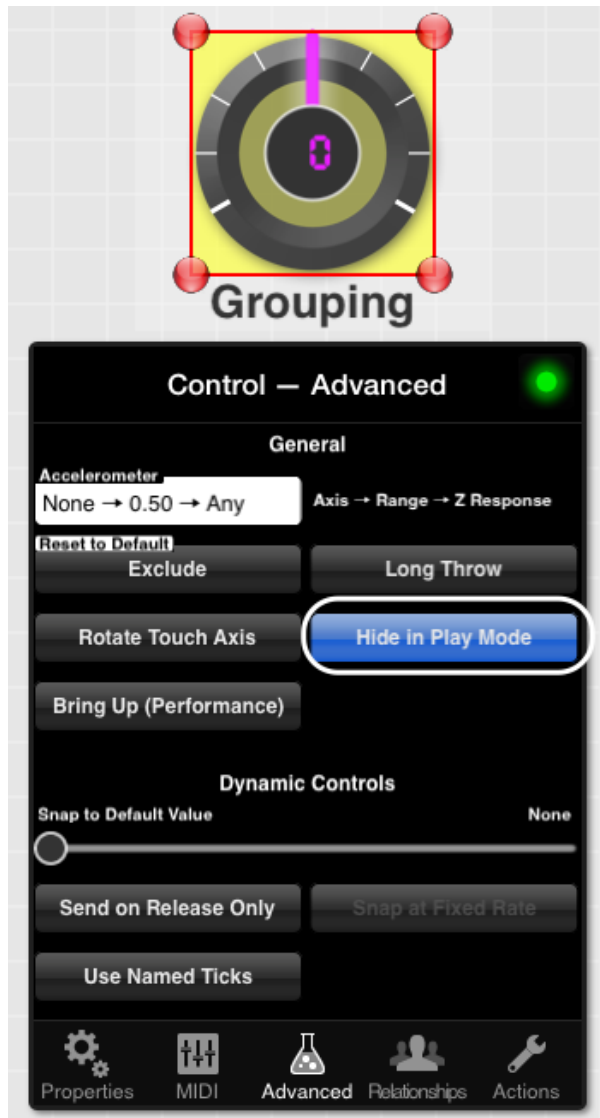 0
Grouping
Control — Advanced
General
Accelerometer
None → 0.50 → Any
Axis → Range → Z Response
Reset to Default
Exclude
Long Throw
Rotate Touch Axis
Hide in Play Mode
Bring Up (Performance)
Dynamic Controls
Snap to Default Value
None
Send on Release Only
Snap at Fixed Rate
Use Named Ticks
Properties
MIDI
Advanced
Relationships
Actions